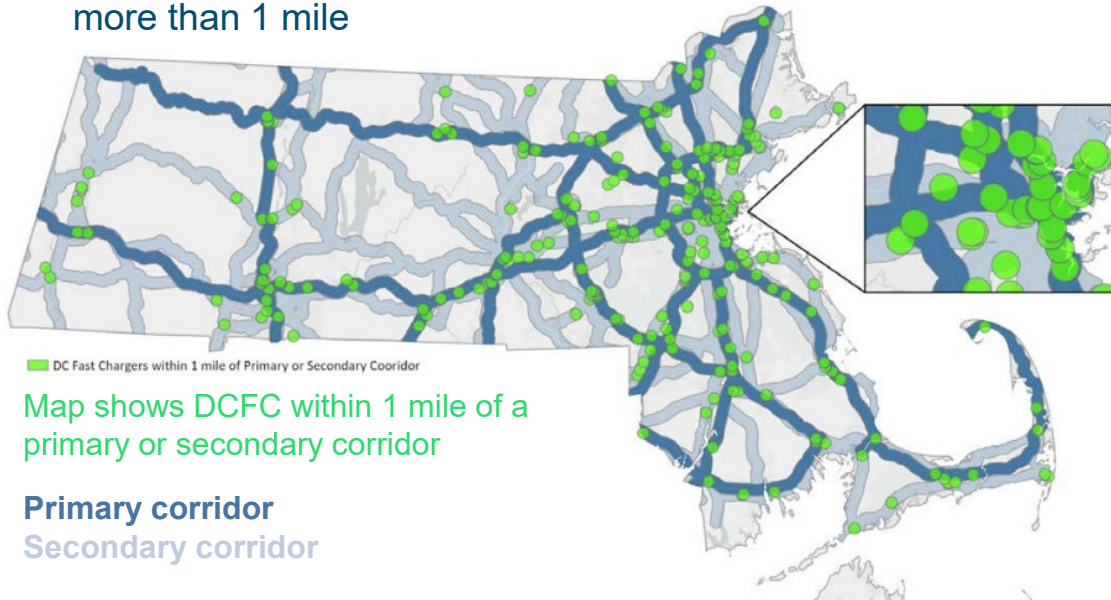 more than 1 mile
DC Fast Chargers within 1 mile of Primary or Secondary Cooridor
Map shows DCFC within 1 mile of a
primary or secondary corridor
Primary corridor
Secondary corridor